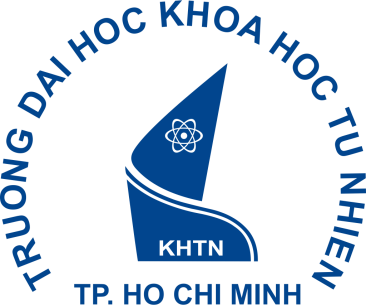 TRUONG DAI HOC KHOA HOC TU NHIEN
KHTN
TP. HO CHI MINH